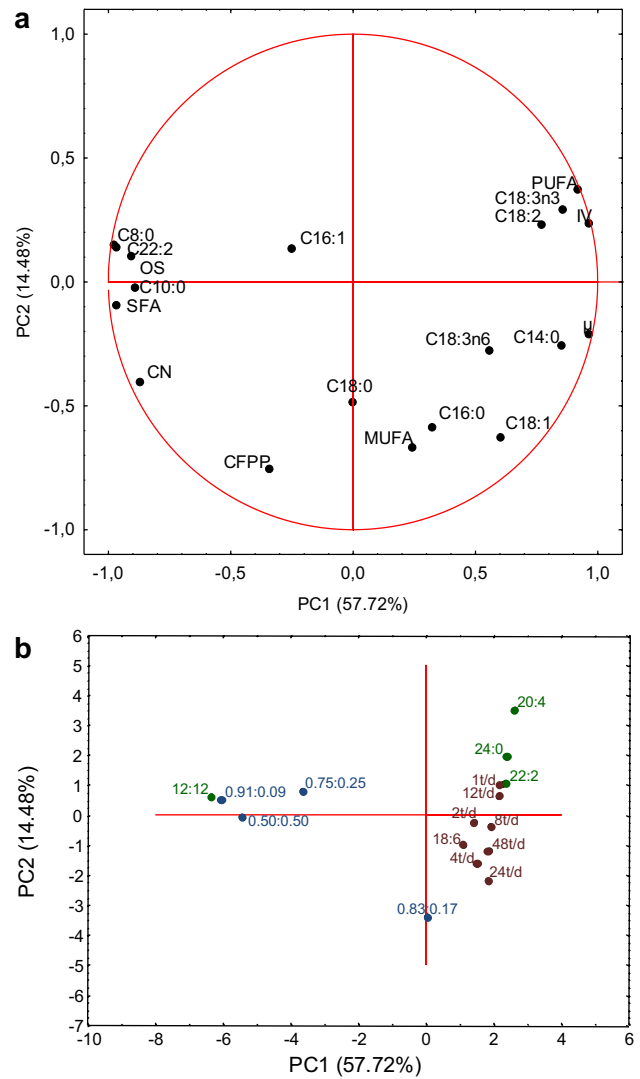 a
1,0
0,5
0,0
-0,5
-1,0
PC2 (14.48%)
PUFA
C18:3n3
C18:2 IV
C8:0
C22:2
OS
C16:1
C10:0
SFA
C18:3n6 C14:0
CN
C18:0
C16:0 C18:1
MUFA
CFPP
-1,0 -0,5 0,0 0,5 1,0
PC1 (57.72%)
b
6
5
4
3
2
1
0
-1
-2
-3
-4
-5
-6
-7
PC2 (14.48%)
20:4
24:0
22:2
1t/d
12t/d
12:12
0.91:0.09
0.75:0.25
0.50:0.50
2t/d 8t/d
18:6 48t/d
4t/d
24t/d
0.83:0.17
-10 -8 -6 -4 -2 0 2 4 6
PC1 (57.72%)